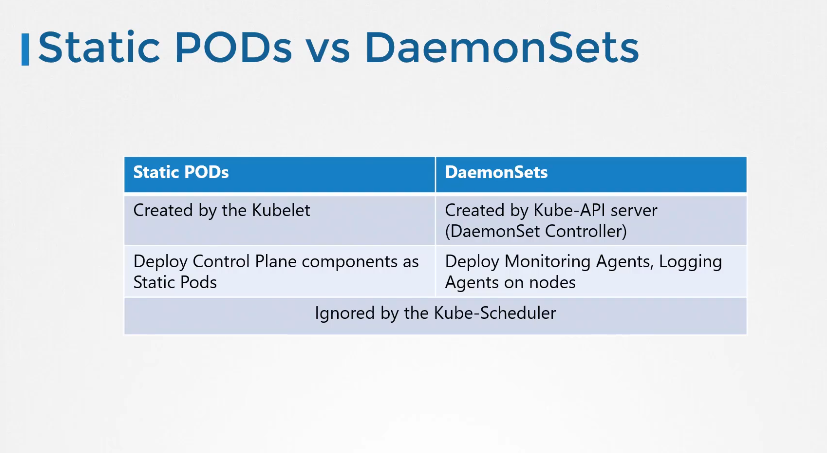 Static PODs vs DaemonSets
Static PODs
DaemonSets
Created by the Kubelet
Created by Kube-API server
(DaemonSet Controller)
Deploy Control Plane components as
Static Pods
Deploy Monitoring Agents, Logging
Agents on nodes
Ignored by the Kube-Scheduler